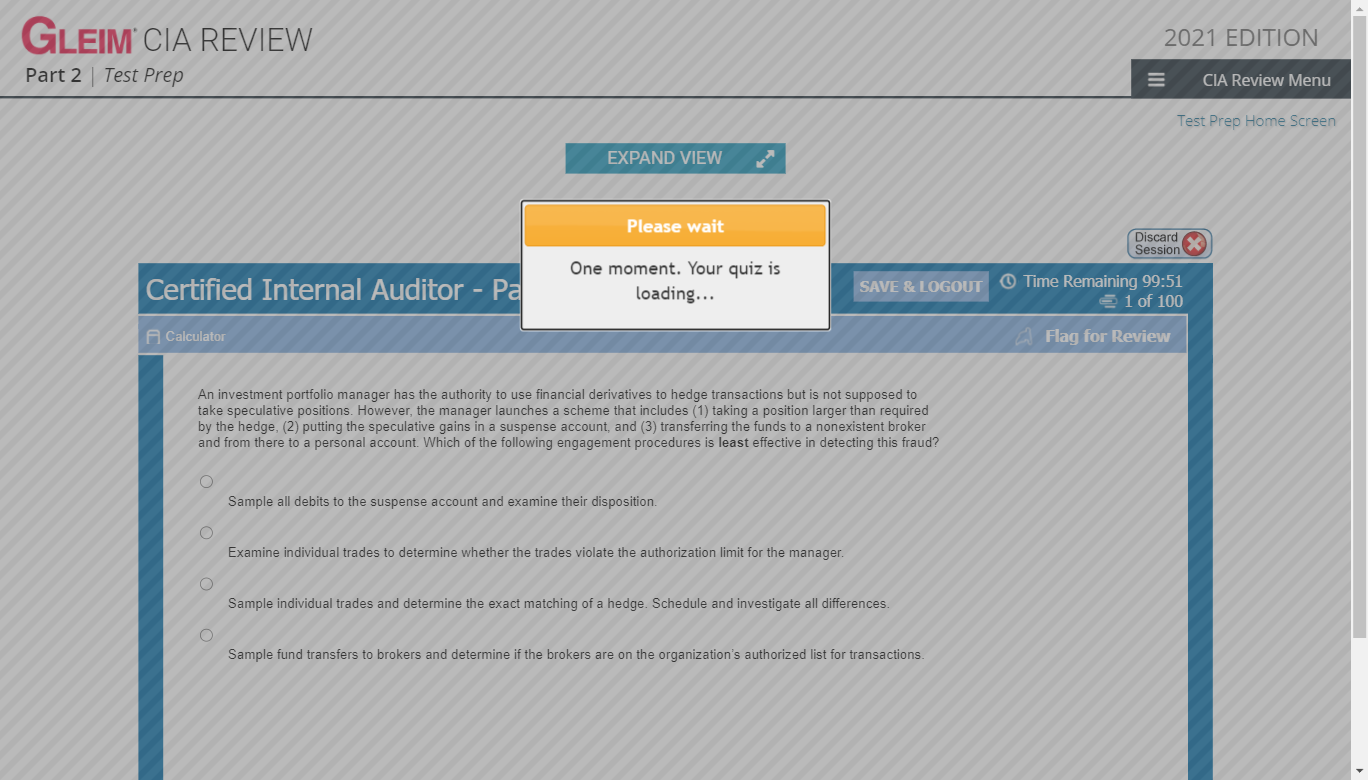 GLEIM® CIA REVIEW
2021 EDITION
Part 2 | Test Prep
CIA Review Menu
Test Prep Home Screen
EXPAND VIEW
Please wait
One moment. Your quiz is
loading...
Discard
Session
Certified Internal Auditor - Pa
SAVE & LOGOUT
Time Remaining 99:51
1 of 100
Calculator
Flag for Review
An investment portfolio manager has the authority to use financial derivatives to hedge transactions but is not supposed to
take speculative positions. However, the manager launches a scheme that includes (1) taking a position larger than required
by the hedge, (2) putting the speculative gains in a suspense account, and (3) transferring the funds to a nonexistent broker
and from there to a personal account. Which of the following engagement procedures is least effective in detecting this fraud?
Sample all debits to the suspense account and examine their disposition.
Examine individual trades to determine whether the trades violate the authorization limit for the manager.
Sample individual trades and determine the exact matching of a hedge. Schedule and investigate all differences.
Sample fund transfers to brokers and determine if the brokers are on the organization's authorized list for transactions.